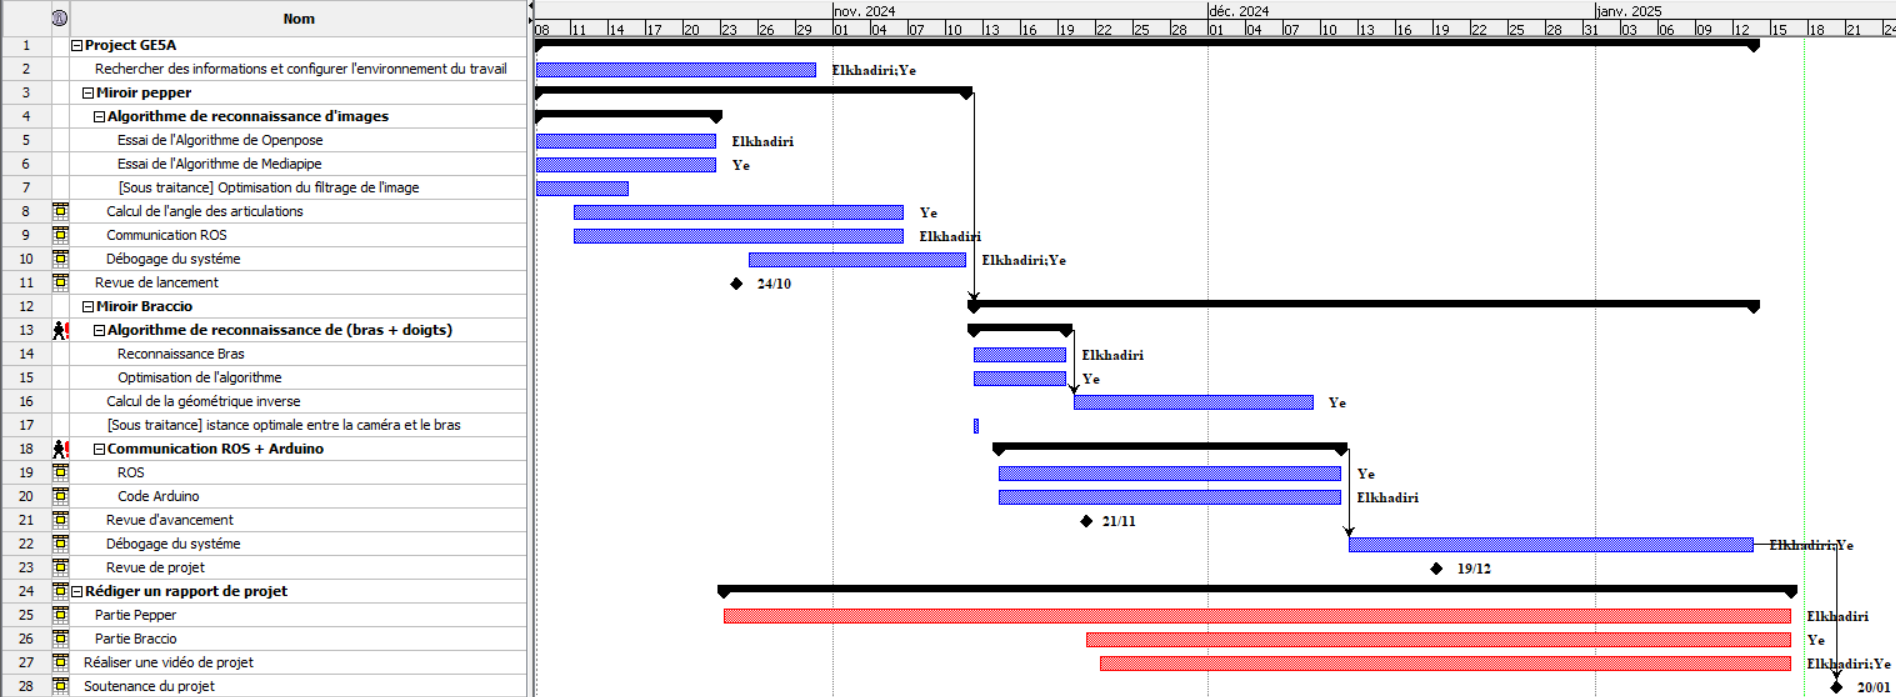 Nom
nov. 2024 déc. 2024 janv. 2025
08 11 14 17 20 23 26 29 01 04 07 10 13 16 19 22 25 28 01 04 07 10 13 16 19 22 25 28 31 03 06 09 12 15 18 21 24
1 Project GE5A
2 Rechercher des informations et configurer l'environnement du travail Elkhadiri;Ye
3 Miroir pepper
4 Algorithme de reconnaissance d'images
5 Essai de l'Algorithme de Openpose Elkhadiri
6 Essai de l'Algorithme de Mediapipe Ye
7 [Sous traitance] Optimisation du filtrage de l'image
8 Calcul de l'angle des articulations Ye
9 Communication ROS Elkhadiri
10 Débogage du systéme Elkhadiri;Ye
11 Revue de lancement 24/10
12 Miroir Braccio
13 Algorithme de reconnaissance de (bras + doigts)
14 Reconnaissance Bras Elkhadiri
15 Optimisation de l'algorithme Ye
16 Calcul de la géométrique inverse Ye
17 [Sous traitance] istance optimale entre la caméra et le bras
18 Communication ROS + Arduino
19 ROS Ye
20 Code Arduino Elkhadiri
21 Revue d'avancement 21/11
22 Débogage du systéme Elkhadiri;Ye
23 Revue de projet 19/12
24 Rédiger un rapport de projet
25 Partie Pepper Elkhadiri
26 Partie Braccio Ye
27 Réaliser une vidéo de projet Elkhadiri;Ye
28 Soutenance du projet 20/01